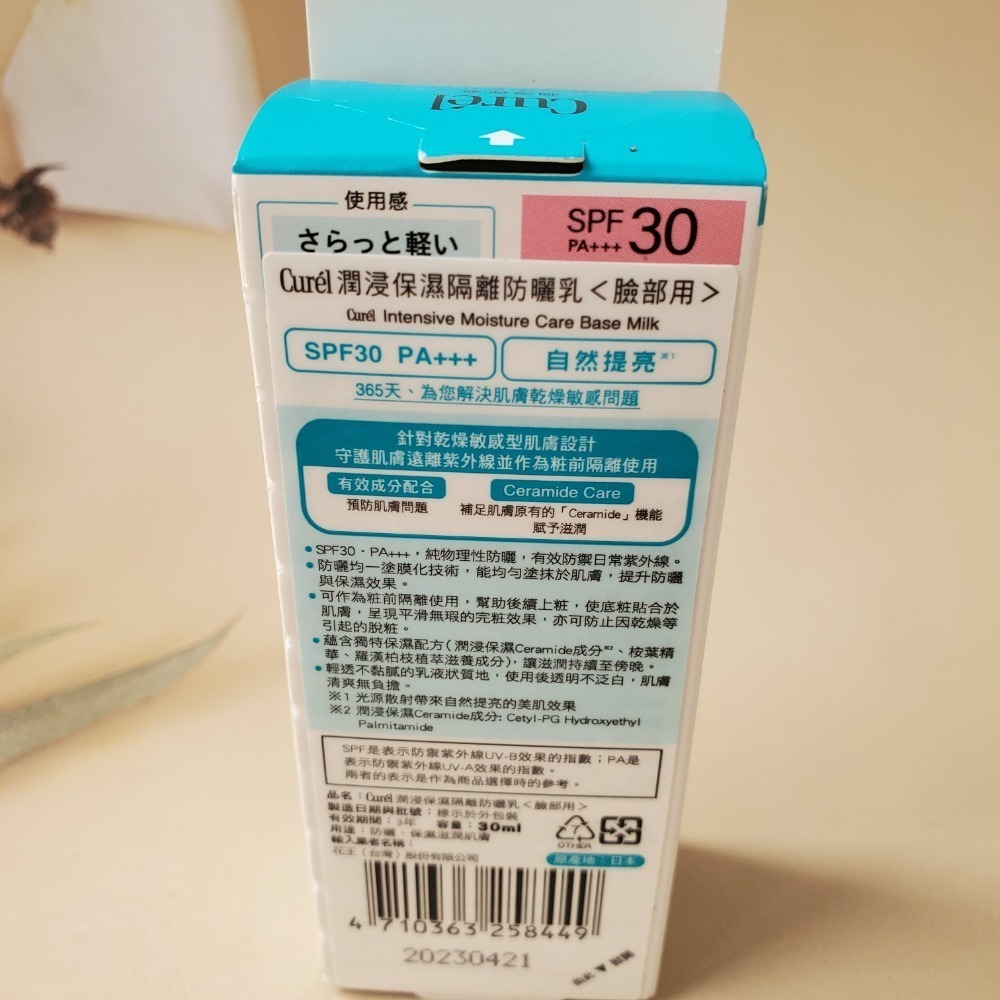 Curél
使用感
さらっと軽い
SPF 30
PA+++
Curél 潤浸保濕隔離防曬乳＜臉部用＞
Curél Intensive Moisture Care Base Milk
SPF30 PA+++
自然提亮※1
365天、為您解決肌膚乾燥敏感問題
針對乾燥敏感型肌膚設計
守護肌膚遠離紫外線並作為粧前隔離使用
有效成分配合
預防肌膚問題
Ceramide Care
補足肌膚原有的「Ceramide」機能
賦予滋潤
•SPF30・PA+++，純物理性防曬，有效防禦日常紫外線。
•防曬均一塗膜化技術，能均勻塗抹於肌膚，提升防曬
與保濕效果。
•可作為粧前隔離使用，幫助後續上粧，使底粧貼合於
肌膚，呈現平滑無瑕的完粧效果，亦可防止因乾燥等
引起的脫粧。
•蘊含獨特保濕配方(潤浸保濕Ceramide成分※2、桉葉精
華、羅漢柏枝植萃滋養成分)，讓滋潤持續至傍晚。
•輕透不黏膩的乳液狀質地，使用後透明不泛白，肌膚
清爽無負擔。
※1 光源散射帶來自然提亮的美肌效果
※2 潤浸保濕Ceramide成分: Cetyl-PG Hydroxyethyl
Palmitamide
SPF是表示防禦紫外線UV-B效果的指數；PA是
表示防禦紫外線UV-A效果的指數。
兩者的表示是作為商品選擇時的參考。
品名：Curél 潤浸保濕隔離防曬乳＜臉部用＞
製造日期與批號：標示於外包裝
有效期間：3年 容量：30ml
用途：防曬、保濕滋潤肌膚
輸入業者名稱：
花王（台灣）股份有限公司
7
OTHER
原產地：日本
4 710363 258449
20230421